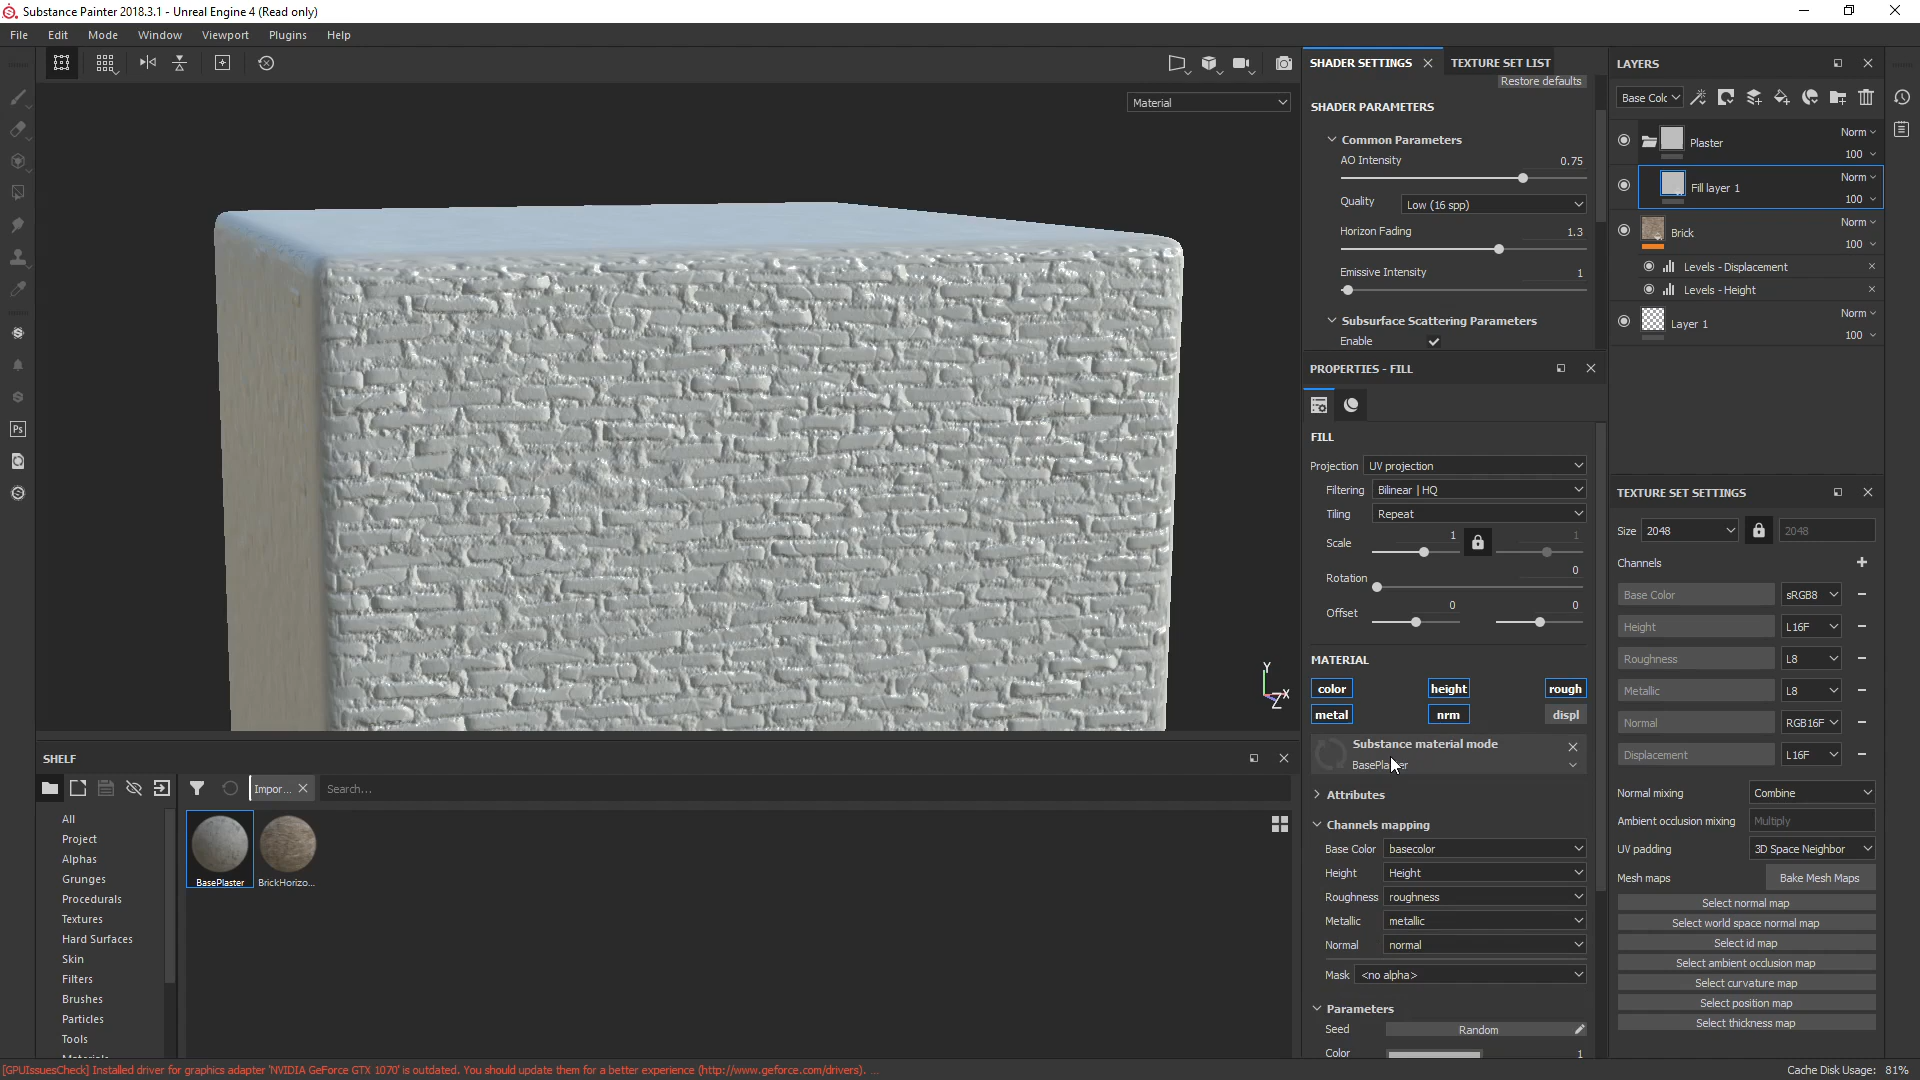 Substance Painter 2018.3.1 - Unreal Engine 4 (Read only)
File Edit Mode Window Viewport Plugins Help
Material
SHADER SETTINGS
TEXTURE SET LIST
Restore defaults
SHADER PARAMETERS
Common Parameters
AO Intensity 0.75
Quality Low (16 spp)
Horizon Fading 1.3
Emissive Intensity 1
Subsurface Scattering Parameters
Enable
PROPERTIES - FILL
FILL
Projection UV projection
Filtering Bilinear | HQ
Tiling Repeat
Scale 1 1
Rotation 0
Offset 0 0
MATERIAL
color height rough
metal nrm displ
Substance material mode
Attributes
Channels mapping
Base Color basecolor
Height Height
Roughness roughness
Metallic metallic
Normal normal
Mask <no alpha>
Parameters
Seed Random
Color 1
LAYERS
Base Colc
Plaster Norm 100
Fill layer 1 Norm 100
Brick Norm 100
Levels - Displacement
Levels - Height
Layer 1 Norm 100
TEXTURE SET SETTINGS
Size 2048 2048
Channels
Base Color sRGB8
Height L16F
Roughness L8
Metallic L8
Normal RGB16F
Displacement L16F
Normal mixing Combine
Ambient occlusion mixing Multiply
UV padding 3D Space Neighbor
Mesh maps Bake Mesh Maps
Select normal map
Select world space normal map
Select id map
Select ambient occlusion map
Select curvature map
Select position map
Select thickness map
Y
X
Z
Ps
SHELF
Impor...
Search...
All
Project
Alphas
Grunges
Procedurals
Textures
Hard Surfaces
Skin
Filters
Brushes
Particles
Tools
BasePlaster
BrickHorizo...
[GPUIssuesCheck] Installed driver for graphics adapter 'NVIDIA GeForce GTX 1070' is outdated. You should update them for a better experience (http://www.geforce.com/drivers). ...
Cache Disk Usage: 81%